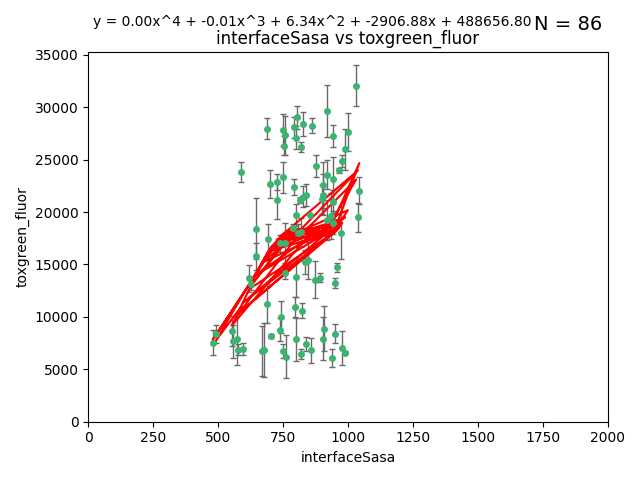 y = 0.00x^4 + -0.01x^3 + 6.34x^2 + -2906.88x + 488656.80 N = 86
interfaceSasa vs toxgreen_fluor
35000
30000
25000
20000
15000
10000
5000
0
toxgreen_fluor
0 250 500 750 1000 1250 1500 1750 2000
interfaceSasa